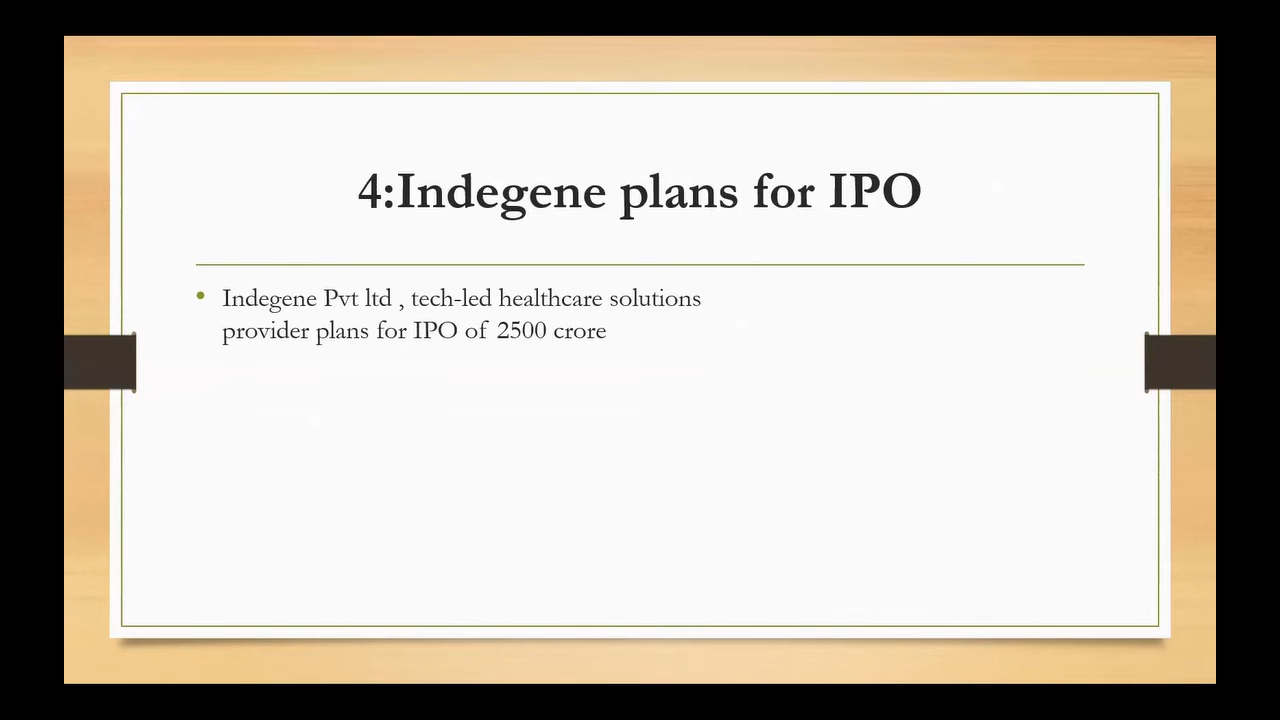 4:Indegene plans for IPO
• Indegene Pvt ltd , tech-led healthcare solutions
provider plans for IPO of 2500 crore